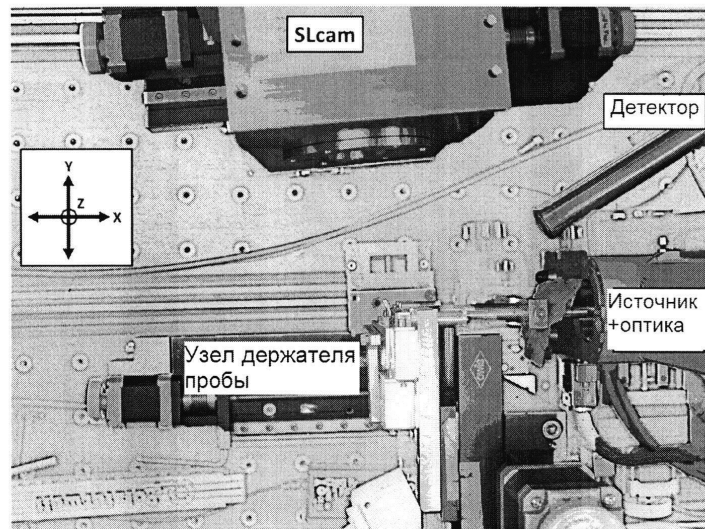 SLcam
Детектор
Y
Z
X
Источник
+оптика
Узел держателя
пробы